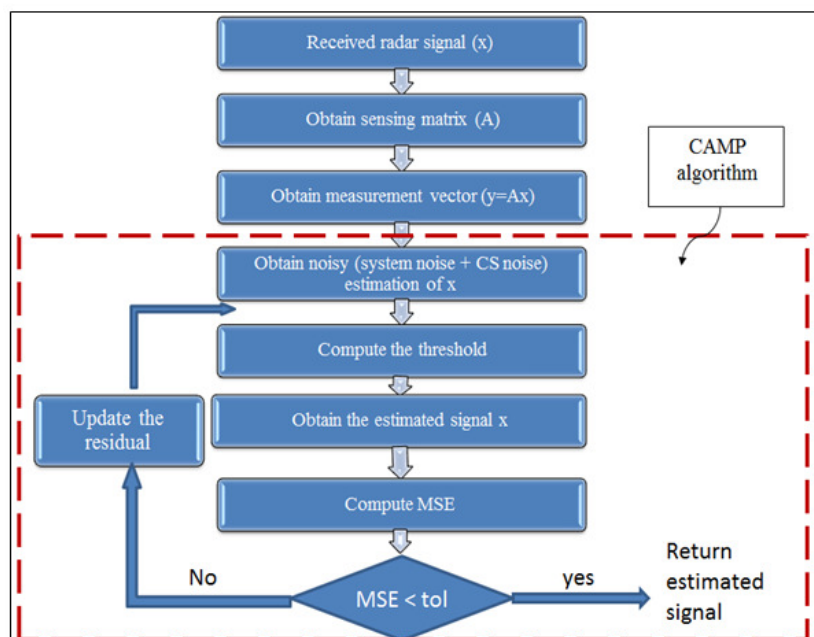 Received radar signal (x)
Obtain sensing matrix (A)
CAMP
algorithm
Obtain measurement vector (y=Ax)
Obtain noisy (system noise + CS noise)
estimation of x
Compute the threshold
Update the
residual
Obtain the estimated signal x
Compute MSE
No
MSE < tol
yes
Return
estimated
signal